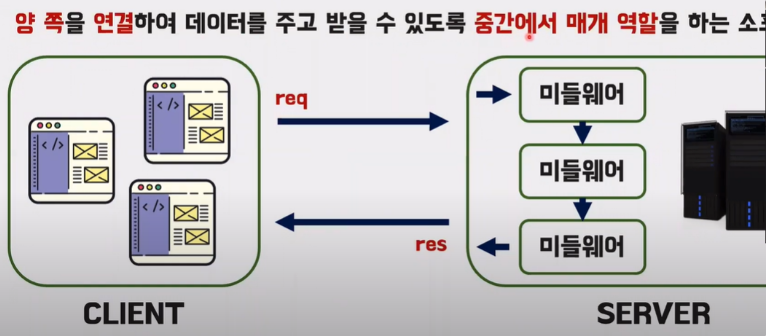 양 쪽을 연결하여 데이터를 주고 받을 수 있도록 중간에서 매개 역할을 하는
req
미들웨어
미들웨어
미들웨어
res
CLIENT
SERVER